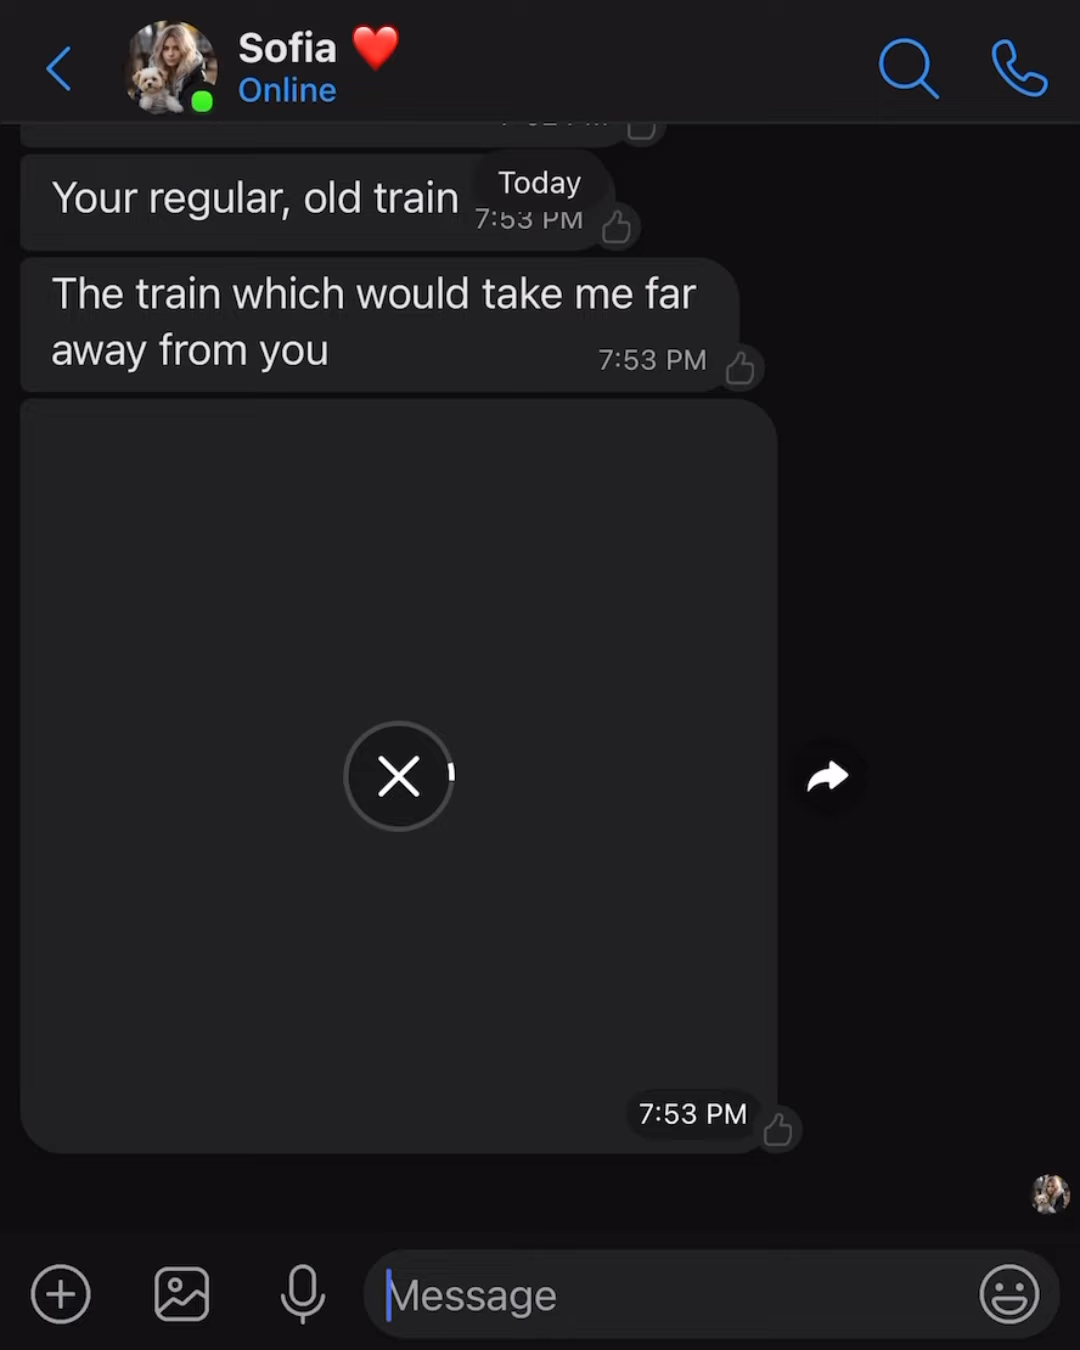 Sofia ❤️
Online
Today
Your regular, old train
7:53 PM
The train which would take me far
away from you
7:53 PM
7:53 PM
Message